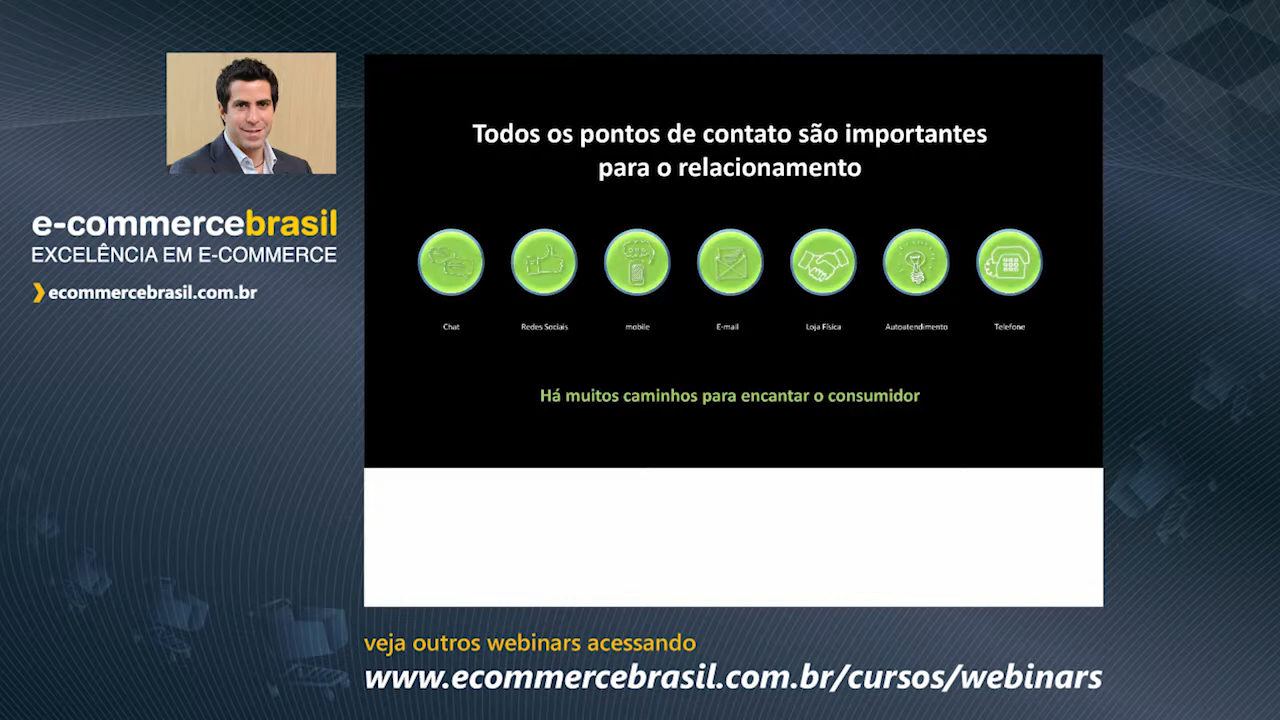 e-commercebrasil
EXCELÊNCIA EM E-COMMERCE
ecommercebrasil.com.br
Todos os pontos de contato são importantes
para o relacionamento
Chat
Redes Sociais
mobile
E-mail
Loja Física
Autoatendimento
Telefone
Há muitos caminhos para encantar o consumidor
veja outros webinars acessando
www.ecommercebrasil.com.br/cursos/webinars